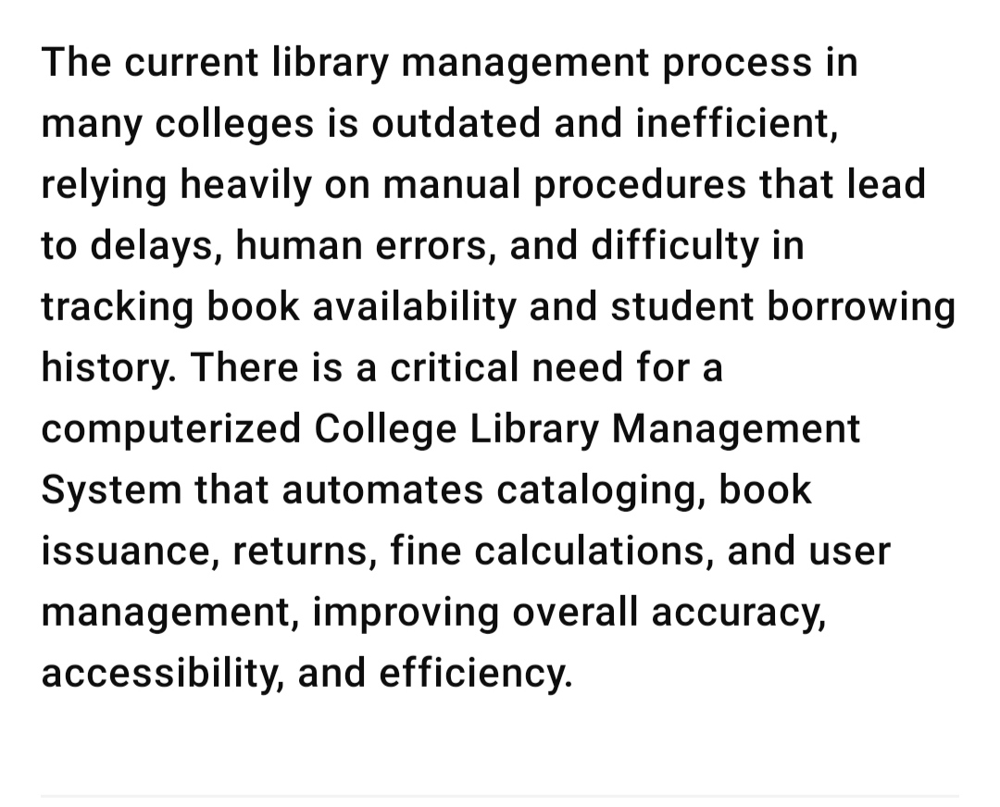 The current library management process in
many colleges is outdated and inefficient,
relying heavily on manual procedures that lead
to delays, human errors, and difficulty in
tracking book availability and student borrowing
history. There is a critical need for a
computerized College Library Management
System that automates cataloging, book
issuance, returns, fine calculations, and user
management, improving overall accuracy,
accessibility, and efficiency.